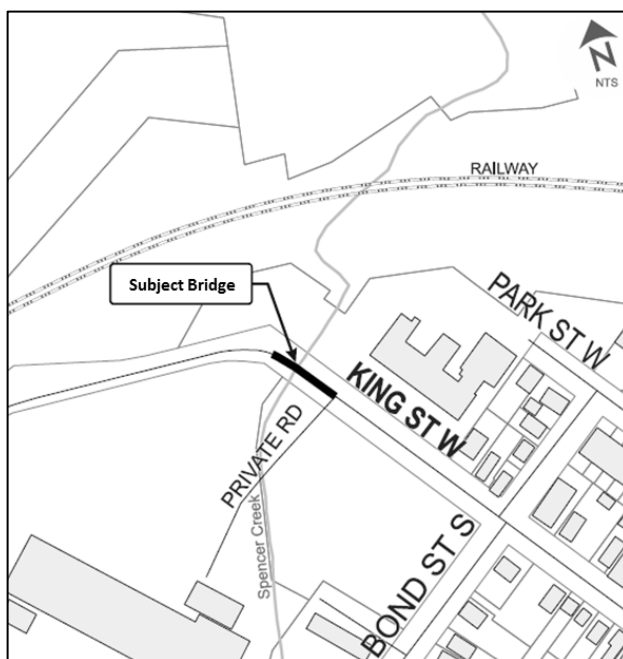 N
NTS
RAILWAY
Subject Bridge
PARK ST W
KING ST W
PRIVATE RD
Spencer Creek
BOND ST S